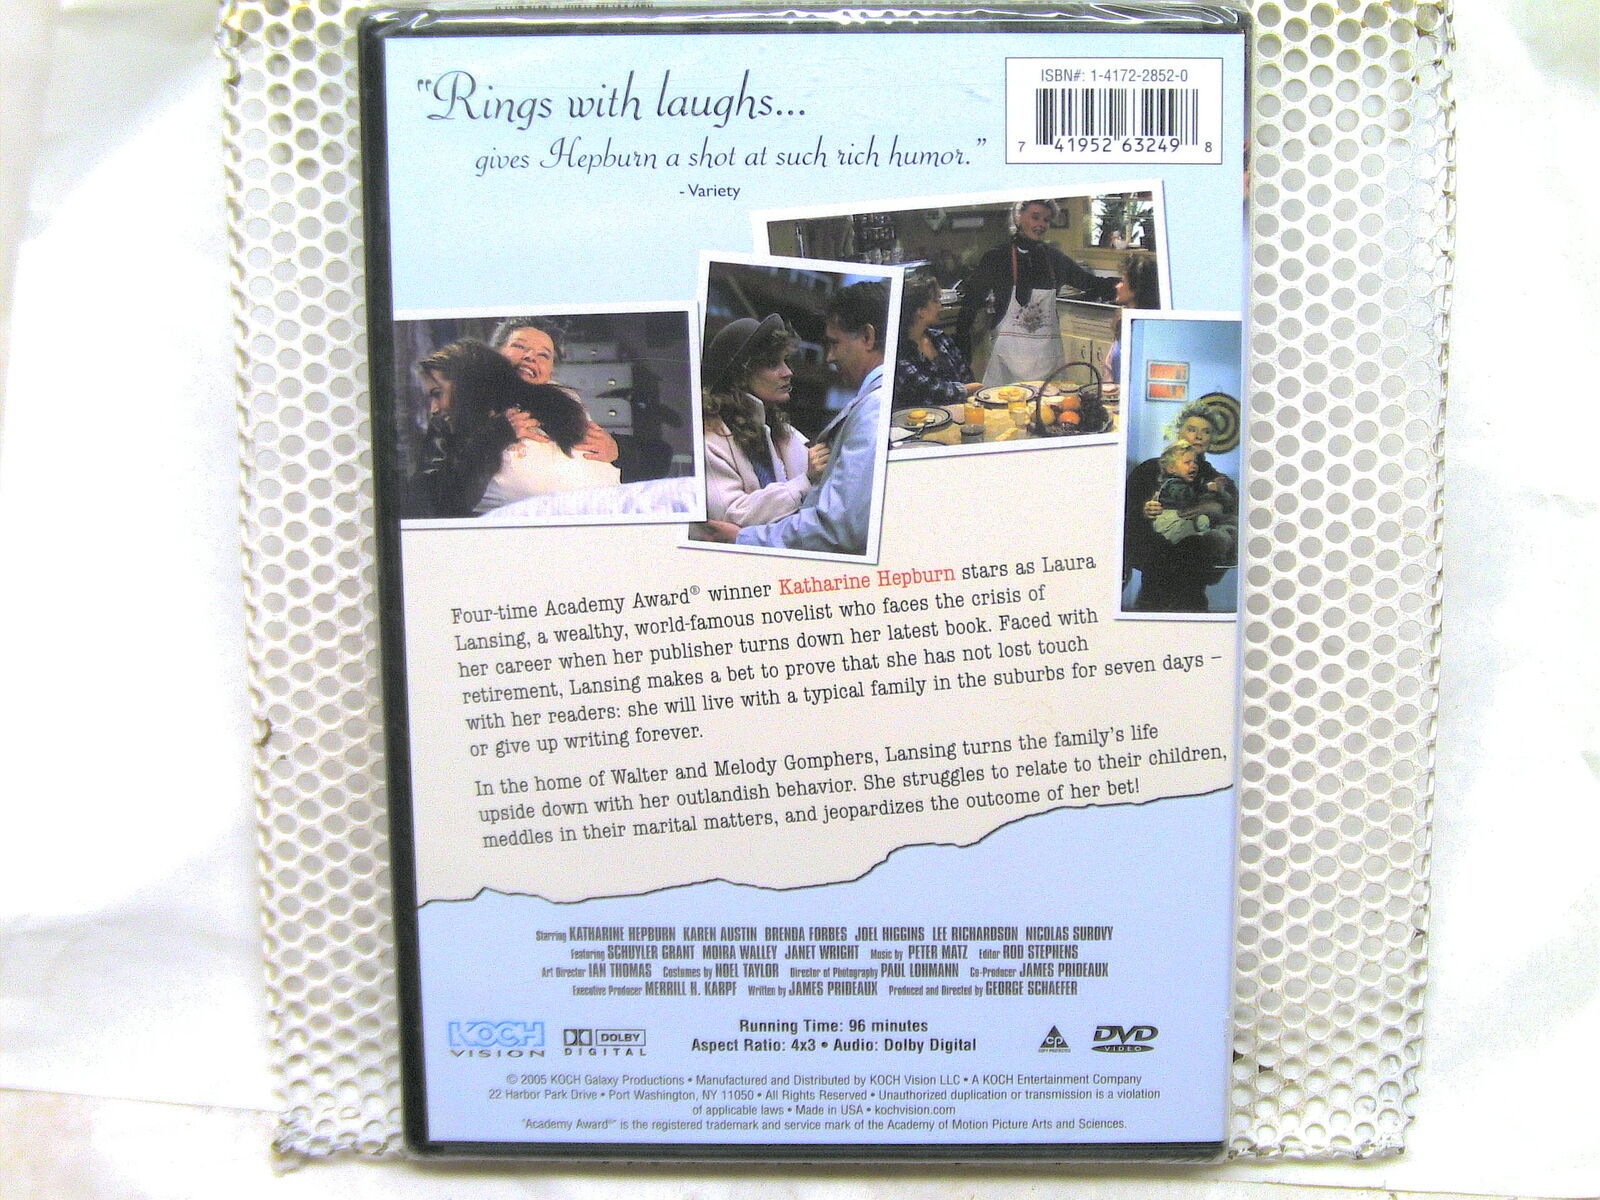 "Rings with laughs...
gives Hepburn a shot at such rich humor."
- Variety
ISBN#: 1-4172-2852-0
7 41952 63249 8
Four-time Academy Award® winner Katharine Hepburn stars as Laura
Lansing, a wealthy, world-famous novelist who faces the crisis of
her career when her publisher turns down her latest book. Faced with
retirement, Lansing makes a bet to prove that she has not lost touch
with her readers: she will live with a typical family in the suburbs for seven days –
or give up writing forever.
In the home of Walter and Melody Gomphers, Lansing turns the family's life
upside down with her outlandish behavior. She struggles to relate to their children,
meddles in their marital matters, and jeopardizes the outcome of her bet!
Starring KATHARINE HEPBURN KAREN AUSTIN BRENDA FORBES JOEL HIGGINS LEE RICHARDSON NICOLAS SUROVY
Featuring SCHUYLER GRANT MOIRA WALLEY JANET WRIGHT Music by PETER MATZ Editor ROD STEPHENS
Art Director IAN THOMAS Costumes by NOEL TAYLOR Director of Photography PAUL LOHMANN Co-Producer JAMES PRIDEAUX
Executive Producer MERRILL H. KARPF Written by JAMES PRIDEAUX Produced and Directed by GEORGE SCHAEFER
KOCH
VISION
DOLBY
DIGITAL
Running Time: 96 minutes
Aspect Ratio: 4x3 • Audio: Dolby Digital
CP
COPY PROTECTED
DVD
VIDEO
© 2005 KOCH Galaxy Productions • Manufactured and Distributed by KOCH Vision LLC • A KOCH Entertainment Company
22 Harbor Park Drive • Port Washington, NY 11050 • All Rights Reserved • Unauthorized duplication or transmission is a violation
of applicable laws • Made in USA • kochvision.com
"Academy Award®" is the registered trademark and service mark of the Academy of Motion Picture Arts and Sciences.